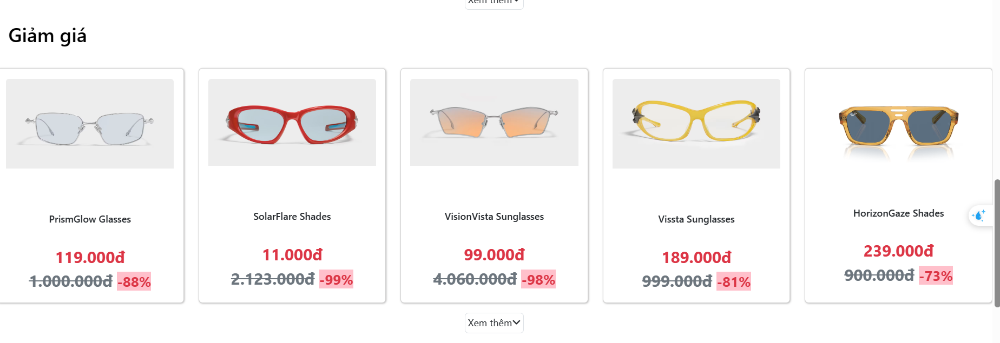 Xem thêm
Giảm giá
PrismGlow Glasses
119.000đ
1.000.000đ -88%
SolarFlare Shades
11.000đ
2.123.000đ -99%
VisionVista Sunglasses
99.000đ
4.060.000đ -98%
Vissta Sunglasses
189.000đ
999.000đ -81%
HorizonGaze Shades
239.000đ
900.000đ -73%
Xem thêm